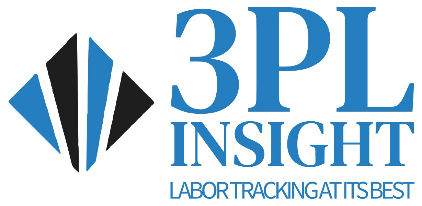 3PL
INSIGHT
LABOR TRACKING AT ITS BEST